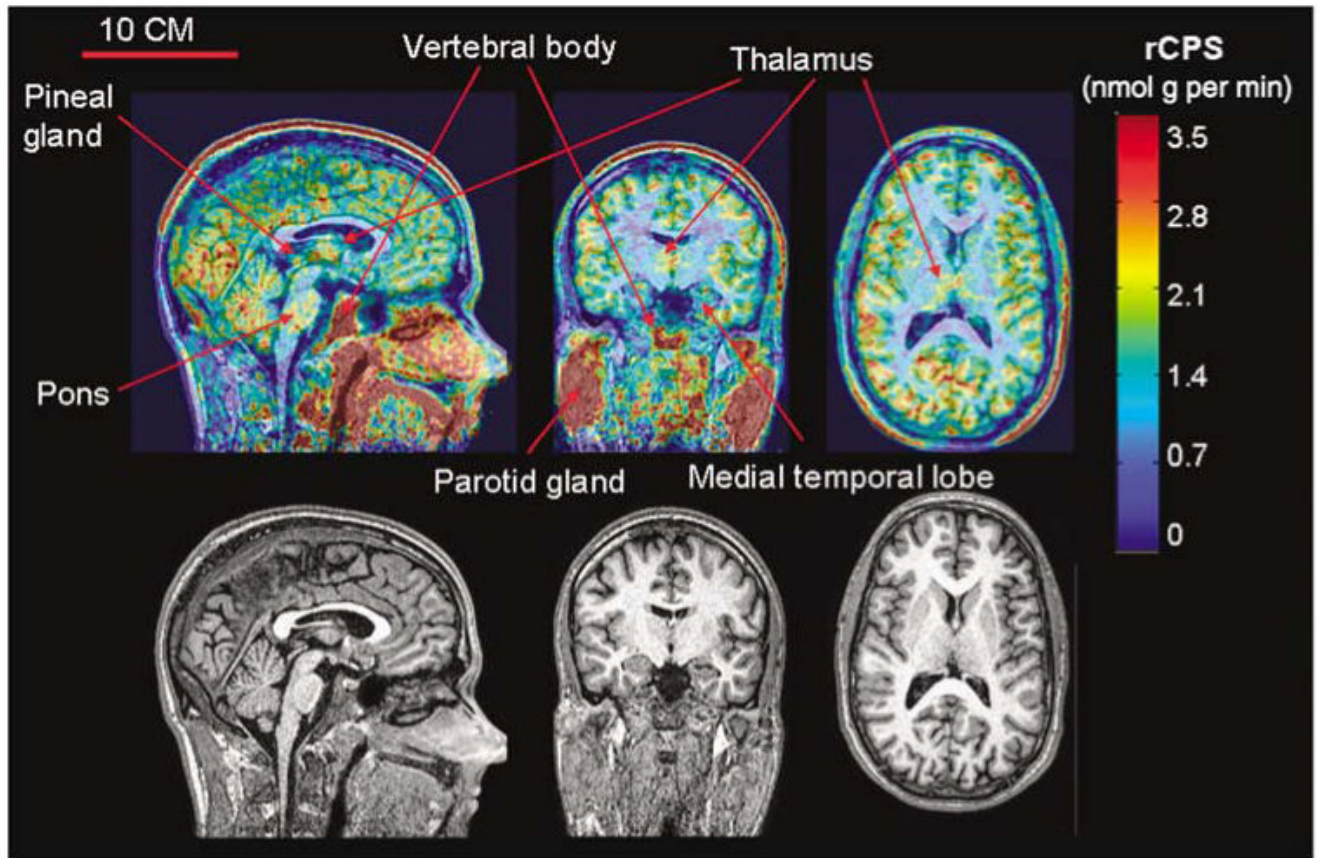 10 CM
Vertebral body
Thalamus
rCPS
(nmol g per min)
Pineal
gland
3.5
2.8
2.1
1.4
0.7
0
Pons
Parotid gland
Medial temporal lobe